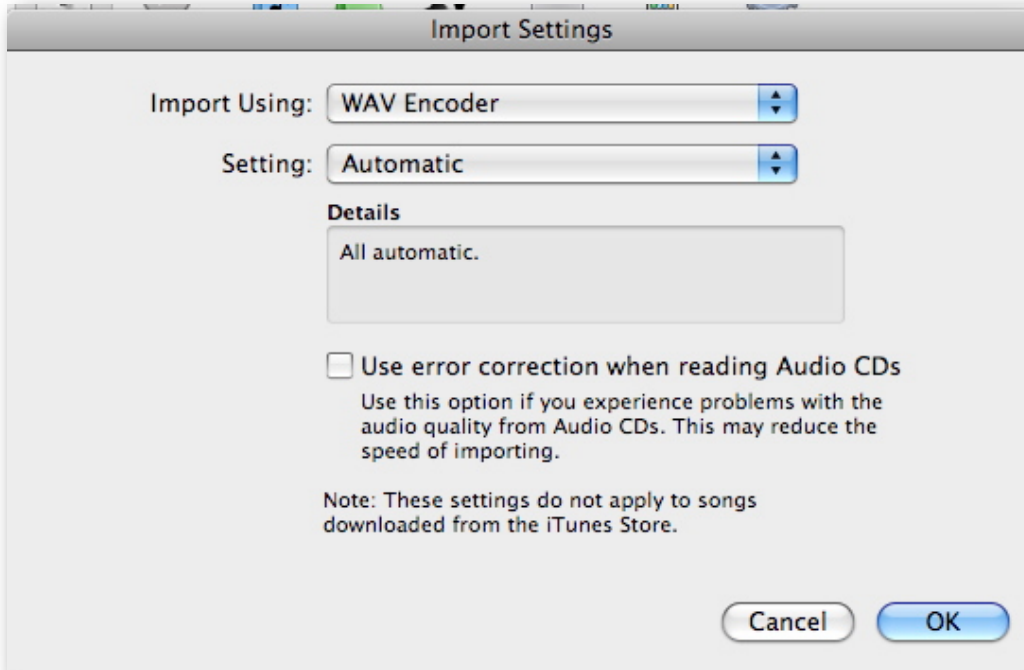 Import Settings
Import Using: WAV Encoder
Setting: Automatic
Details
All automatic.
Use error correction when reading Audio CDs
Use this option if you experience problems with the
audio quality from Audio CDs. This may reduce the
speed of importing.
Note: These settings do not apply to songs
downloaded from the iTunes Store.
Cancel OK